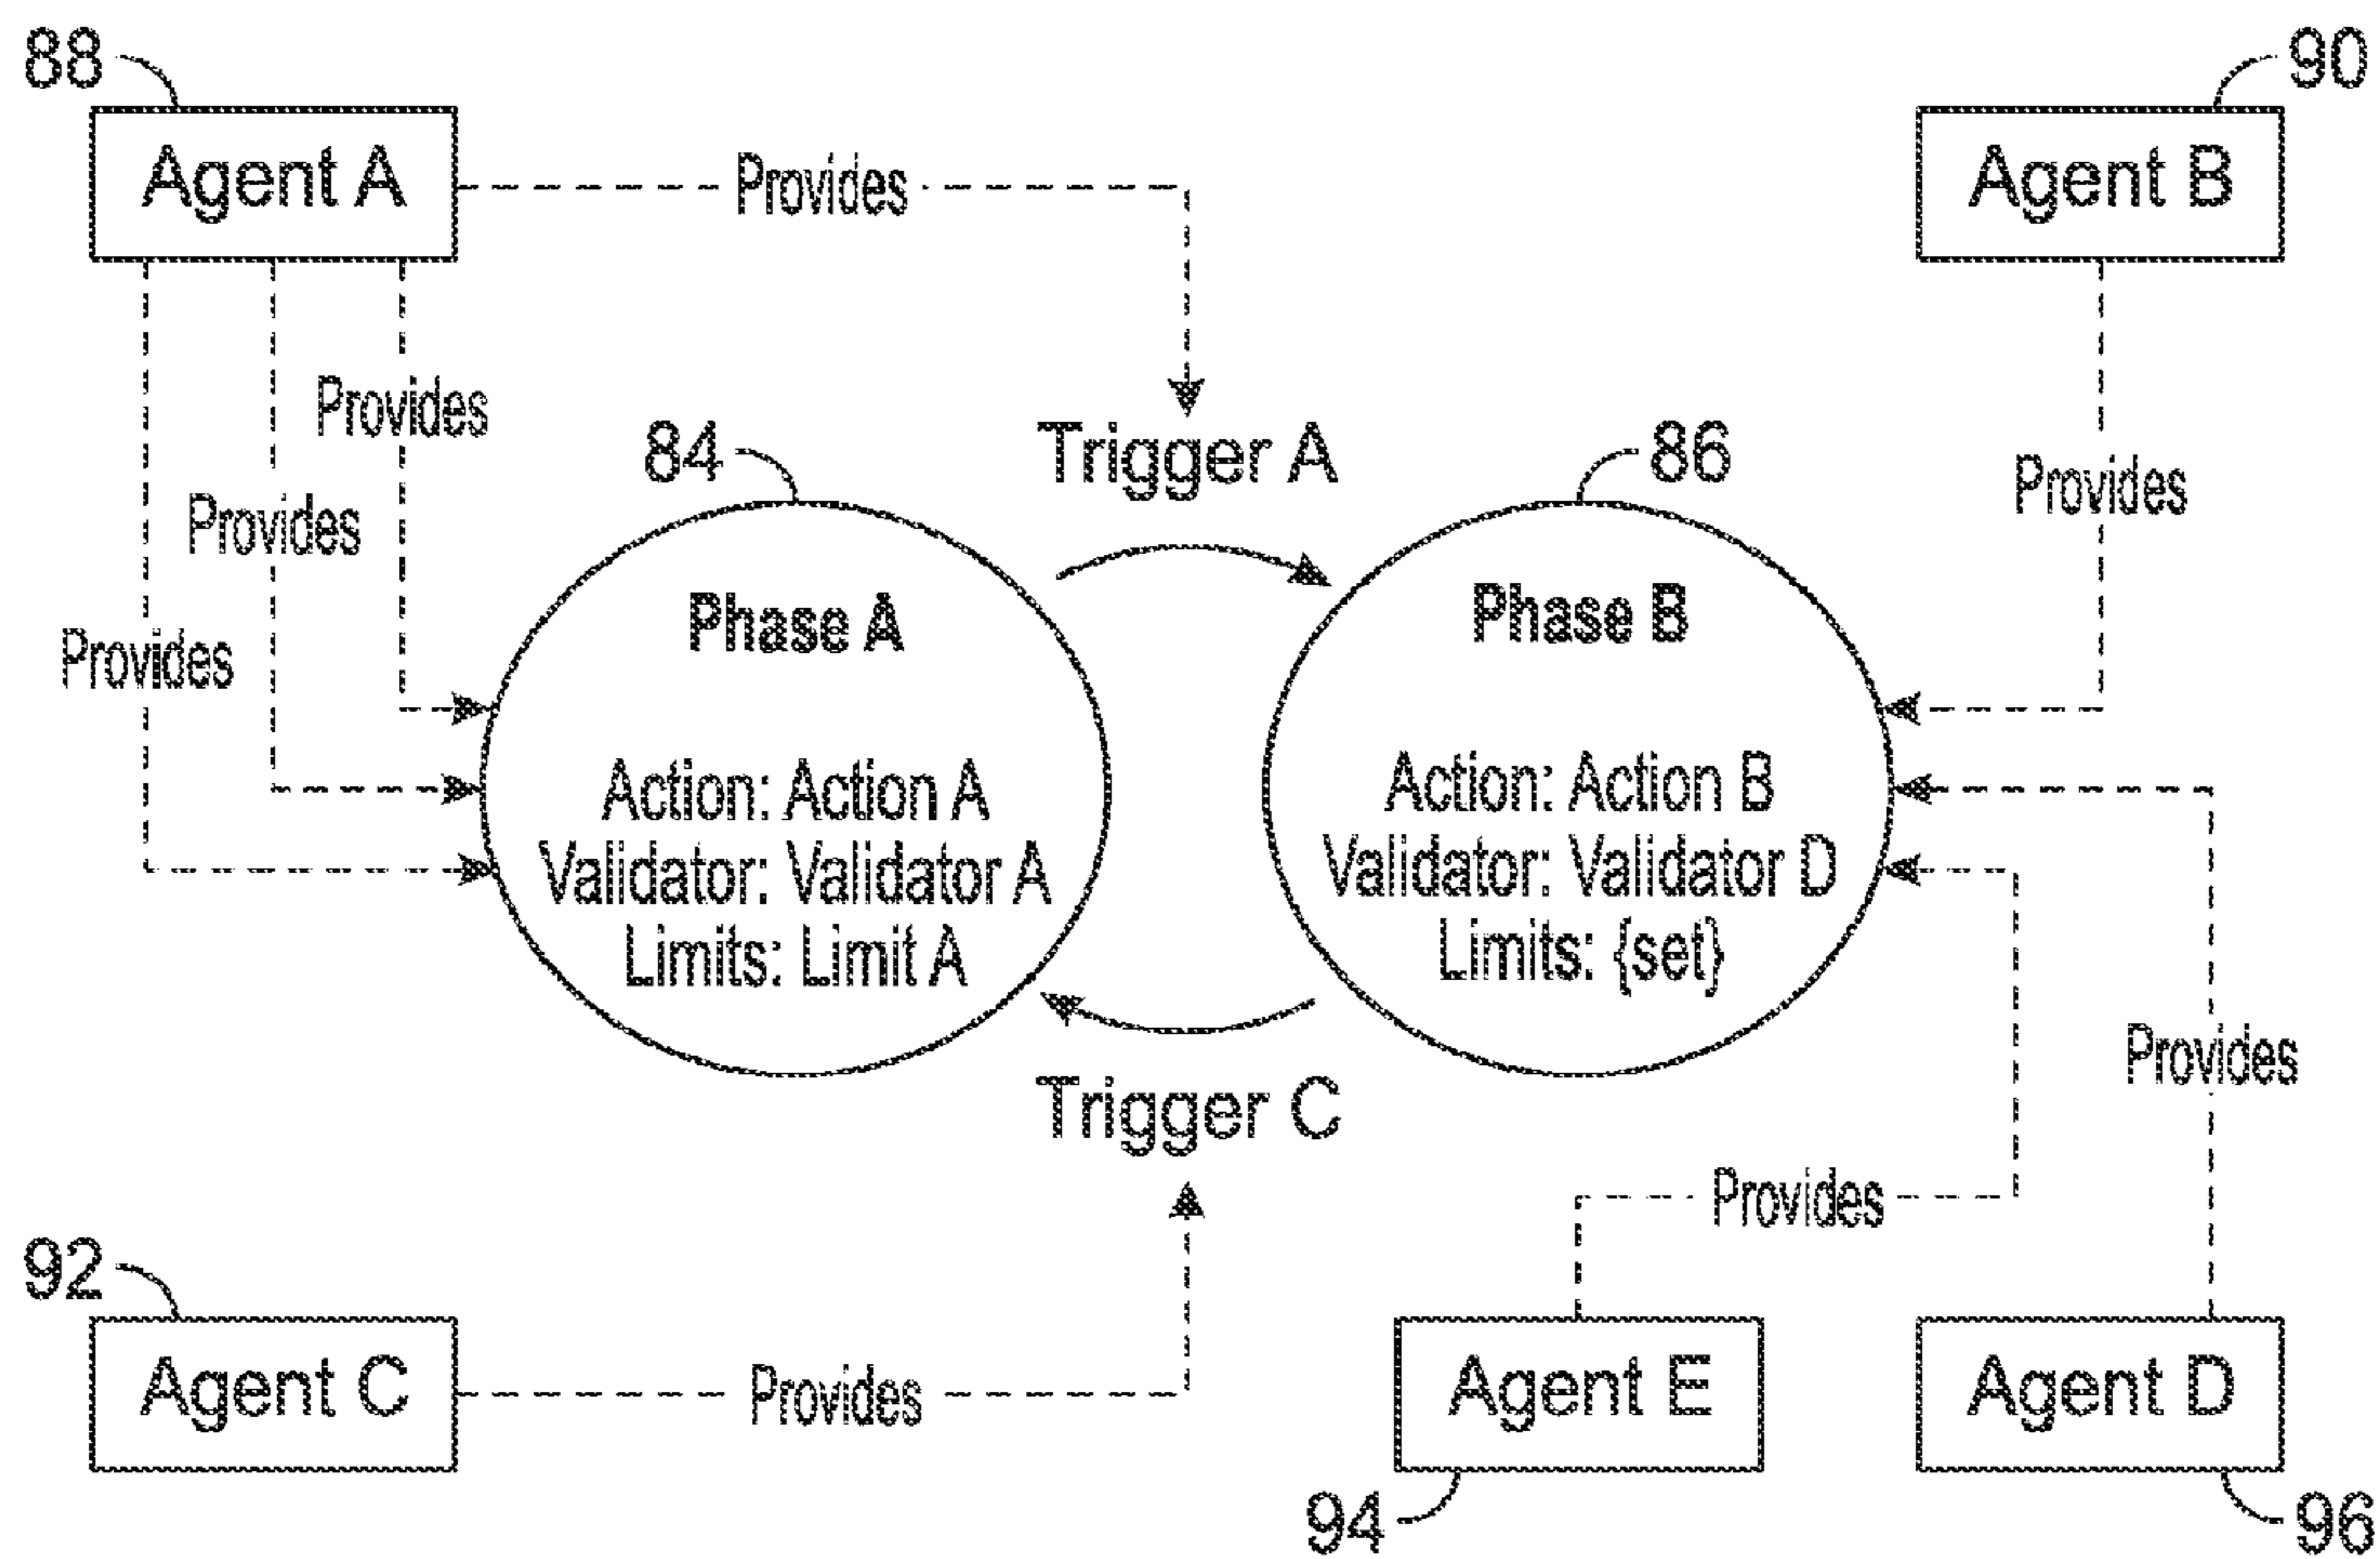 88
90
Agent A
Provides
Agent B
Provides
84
Trigger A
86
Provides
Provides
Phase A
Phase B
Provides
Action: Action A
Validator: Validator A
Limits: Limit A
Action: Action B
Validator: Validator D
Limits: {set}
Provides
Trigger C
Provides
92
Agent C
Provides
Agent E
Agent D
94
96